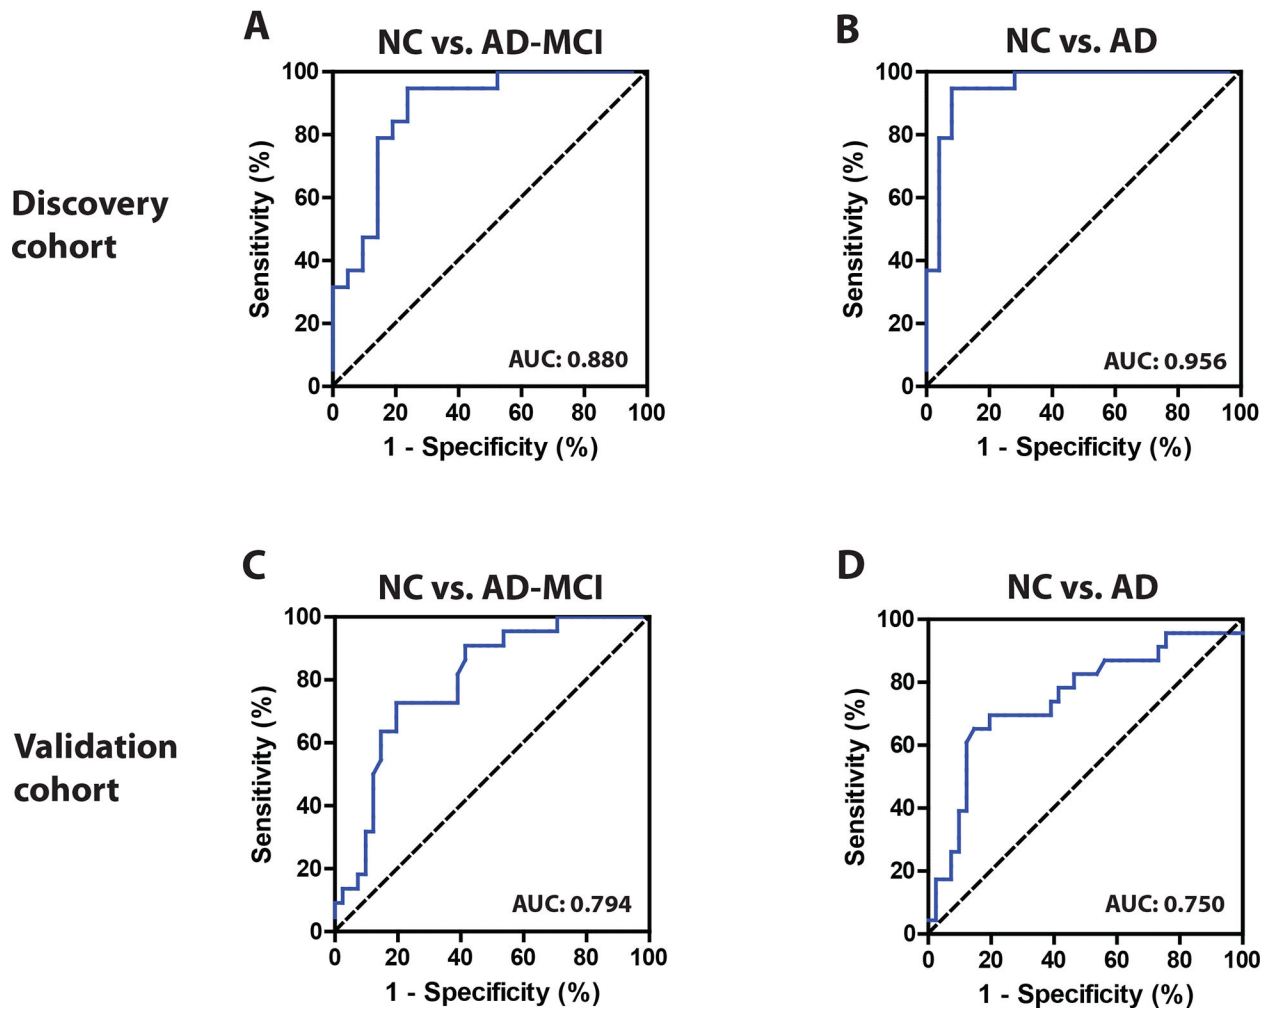 A
NC vs. AD-MCI
100
80
60
40
20
0
Sensitivity (%)
AUC: 0.880
0 20 40 60 80 100
1 - Specificity (%)
B
NC vs. AD
100
80
60
40
20
0
Sensitivity (%)
AUC: 0.956
0 20 40 60 80 100
1 - Specificity (%)
Discovery
cohort
C
NC vs. AD-MCI
100
80
60
40
20
0
Sensitivity (%)
AUC: 0.794
0 20 40 60 80 100
1 - Specificity (%)
D
NC vs. AD
100
80
60
40
20
0
Sensitivity (%)
AUC: 0.750
0 20 40 60 80 100
1 - Specificity (%)
Validation
cohort